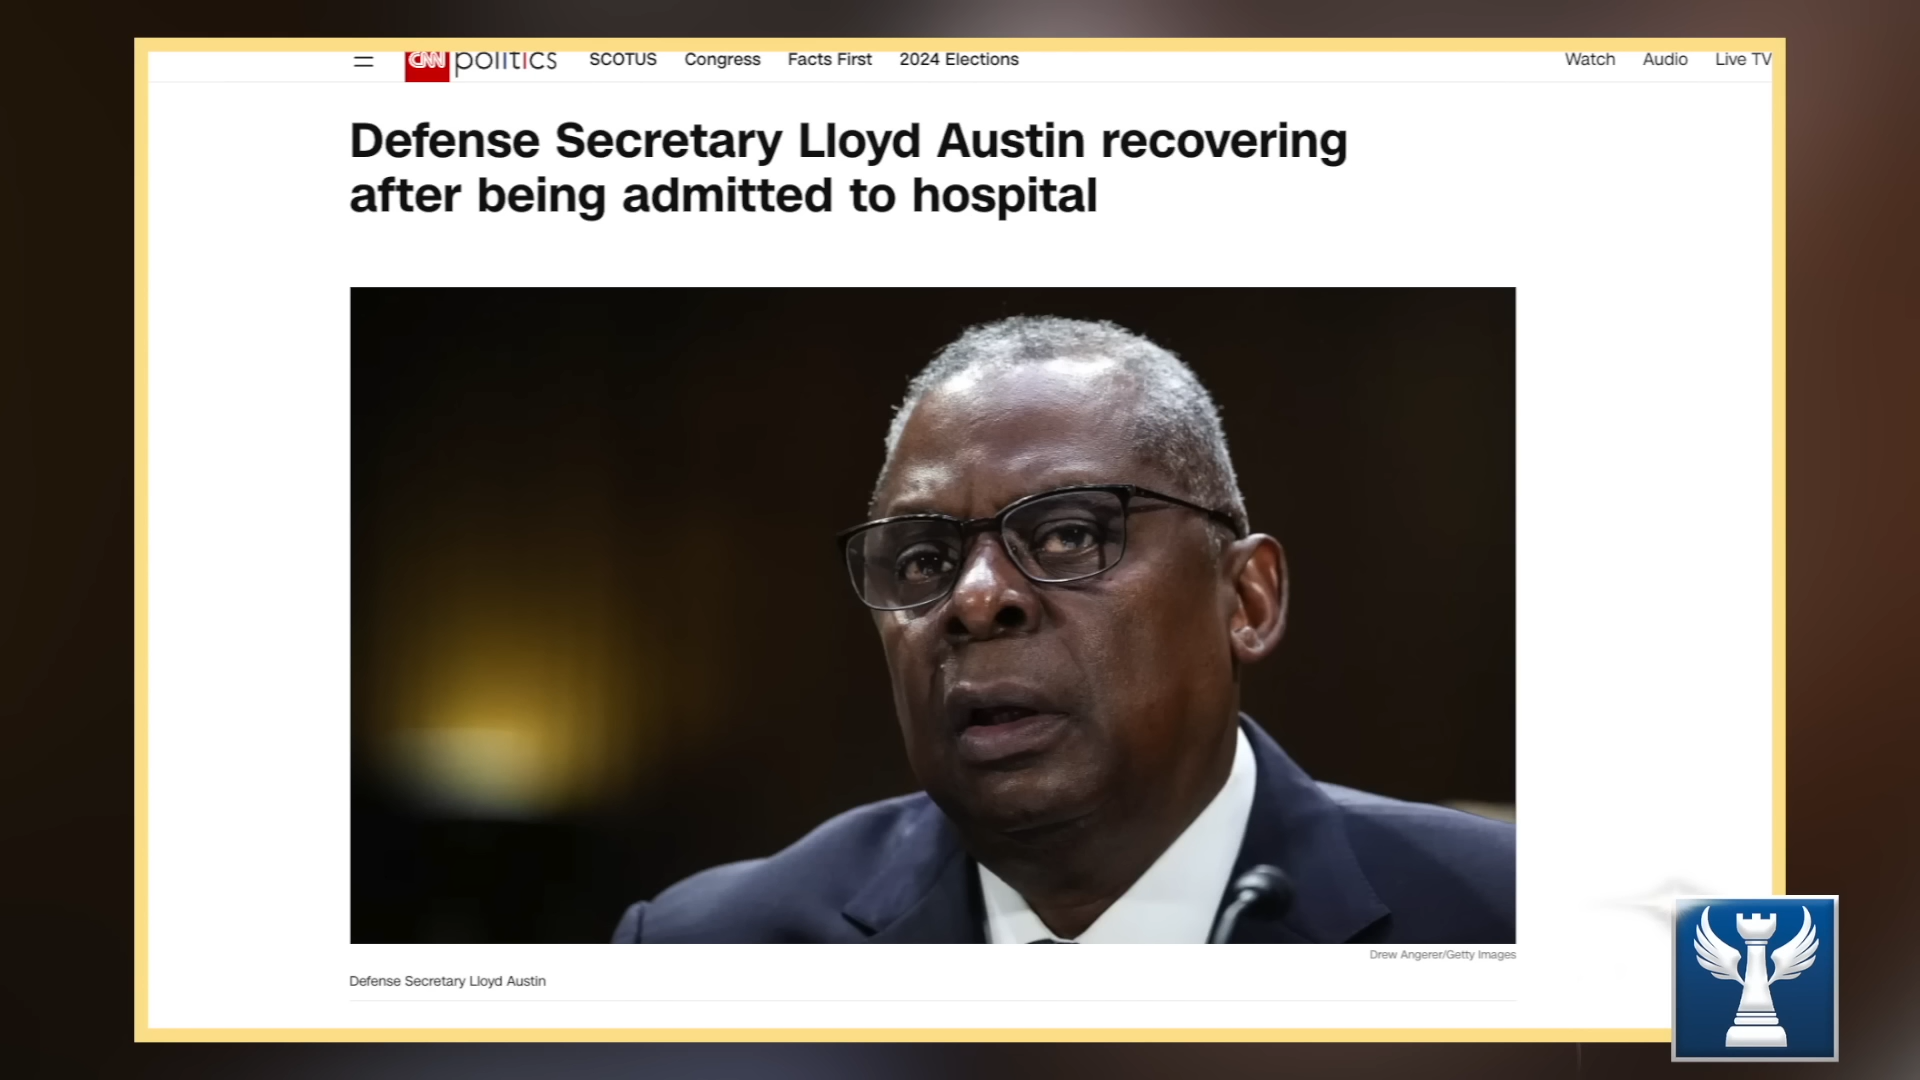 CNN politics SCOTUS Congress Facts First 2024 Elections Watch Audio Live TV
Defense Secretary Lloyd Austin recovering
after being admitted to hospital
Drew Angerer/Getty Images
Defense Secretary Lloyd Austin